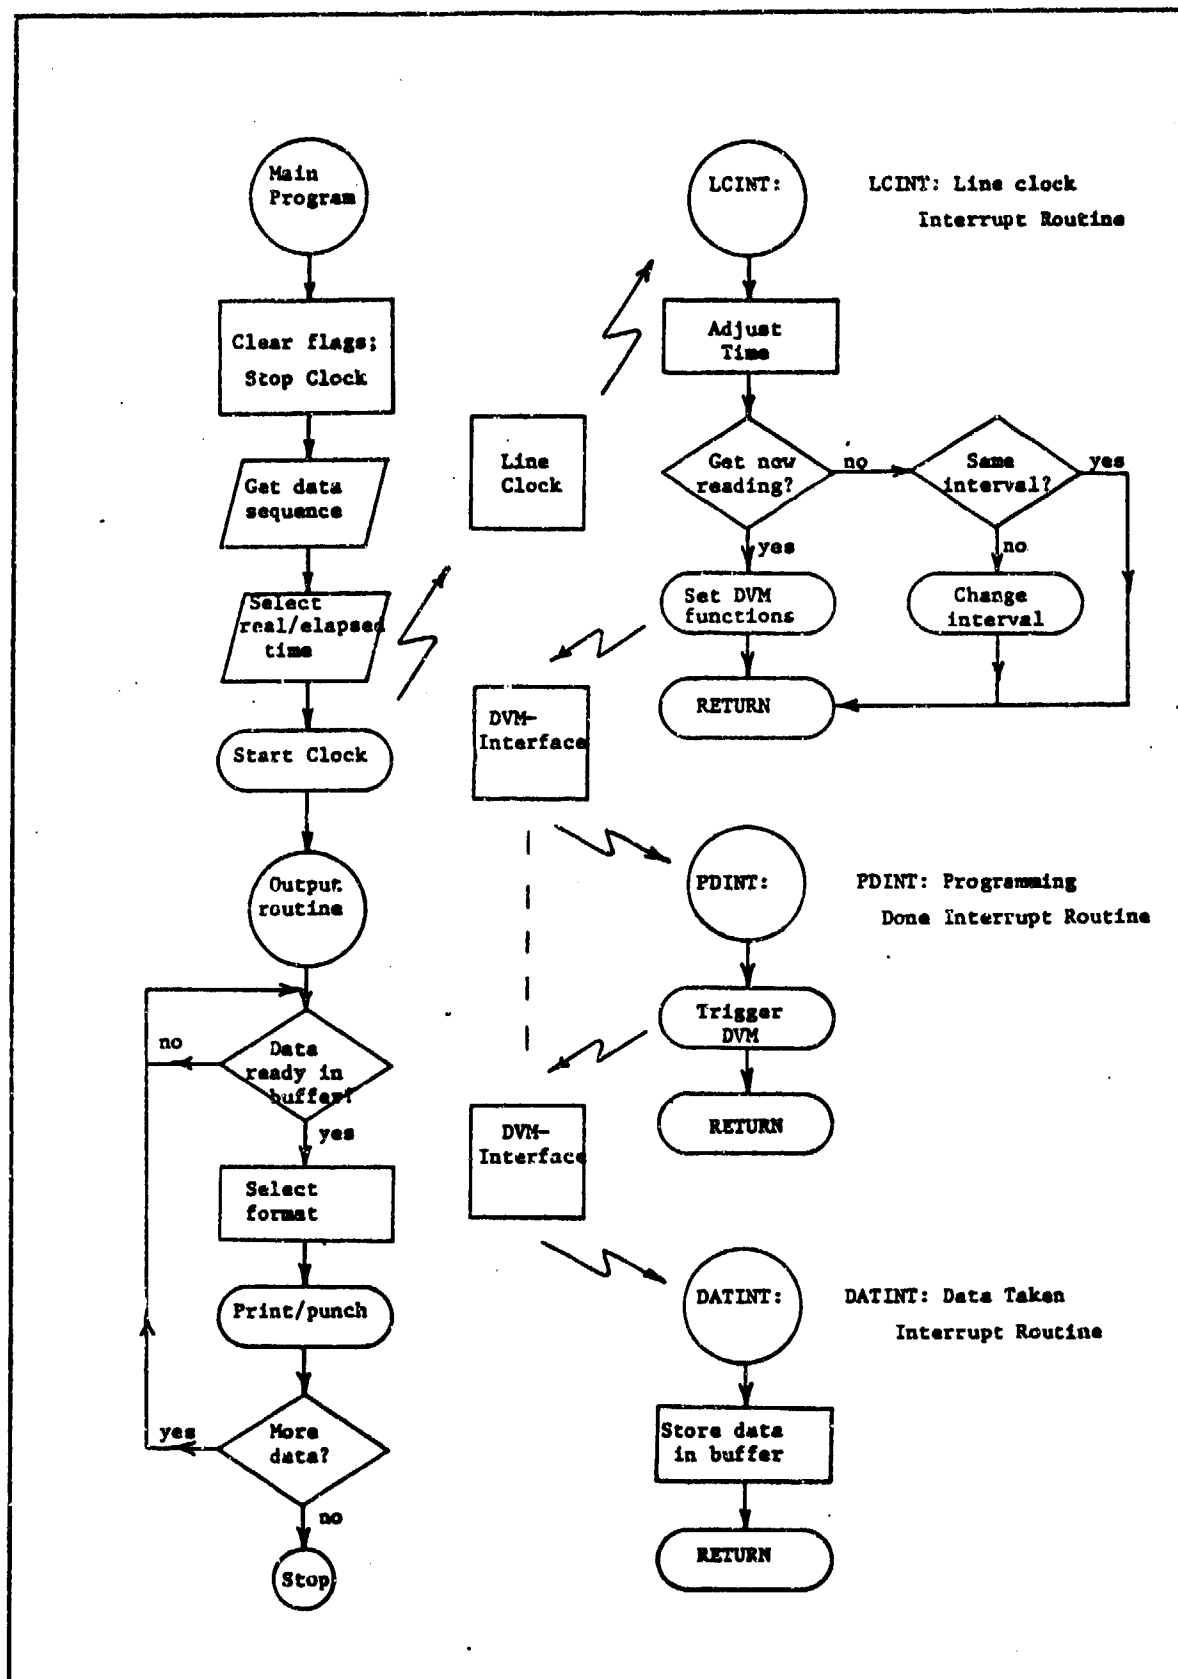 Main
Program
Clear flags;
Stop Clock
Get data
sequence
Select
real/elapsed
time
Start Clock
Output
routine
Data
ready in
buffer?
no
yes
Select
format
Print/punch
More
data?
yes
no
Stop
Line
Clock
DVM-
Interface
DVM-
Interface
LCINT:
LCINT: Line clock
Interrupt Routine
Adjust
Time
Get now
reading?
no
yes
Same
interval?
yes
no
Set DVM
functions
Change
interval
RETURN
PDINT:
PDINT: Programming
Done Interrupt Routine
Trigger
DVM
RETURN
DATINT:
DATINT: Data Taken
Interrupt Routine
Store data
in buffer
RETURN